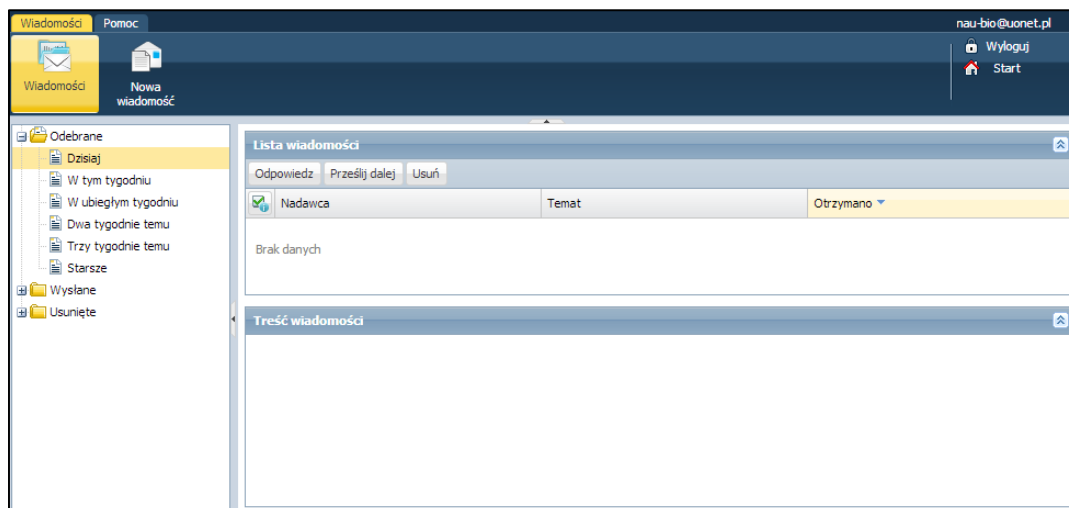 Wiadomości Pomoc nau-bio@uonet.pl
Wiadomości
Nowa
wiadomość
Wyloguj
Start
Odebrane
Dzisiaj
W tym tygodniu
W ubiegłym tygodniu
Dwa tygodnie temu
Trzy tygodnie temu
Starsze
Wysłane
Usunięte
Lista wiadomości
Odpowiedz Prześlij dalej Usuń
Nadawca Temat Otrzymano
Brak danych
Treść wiadomości